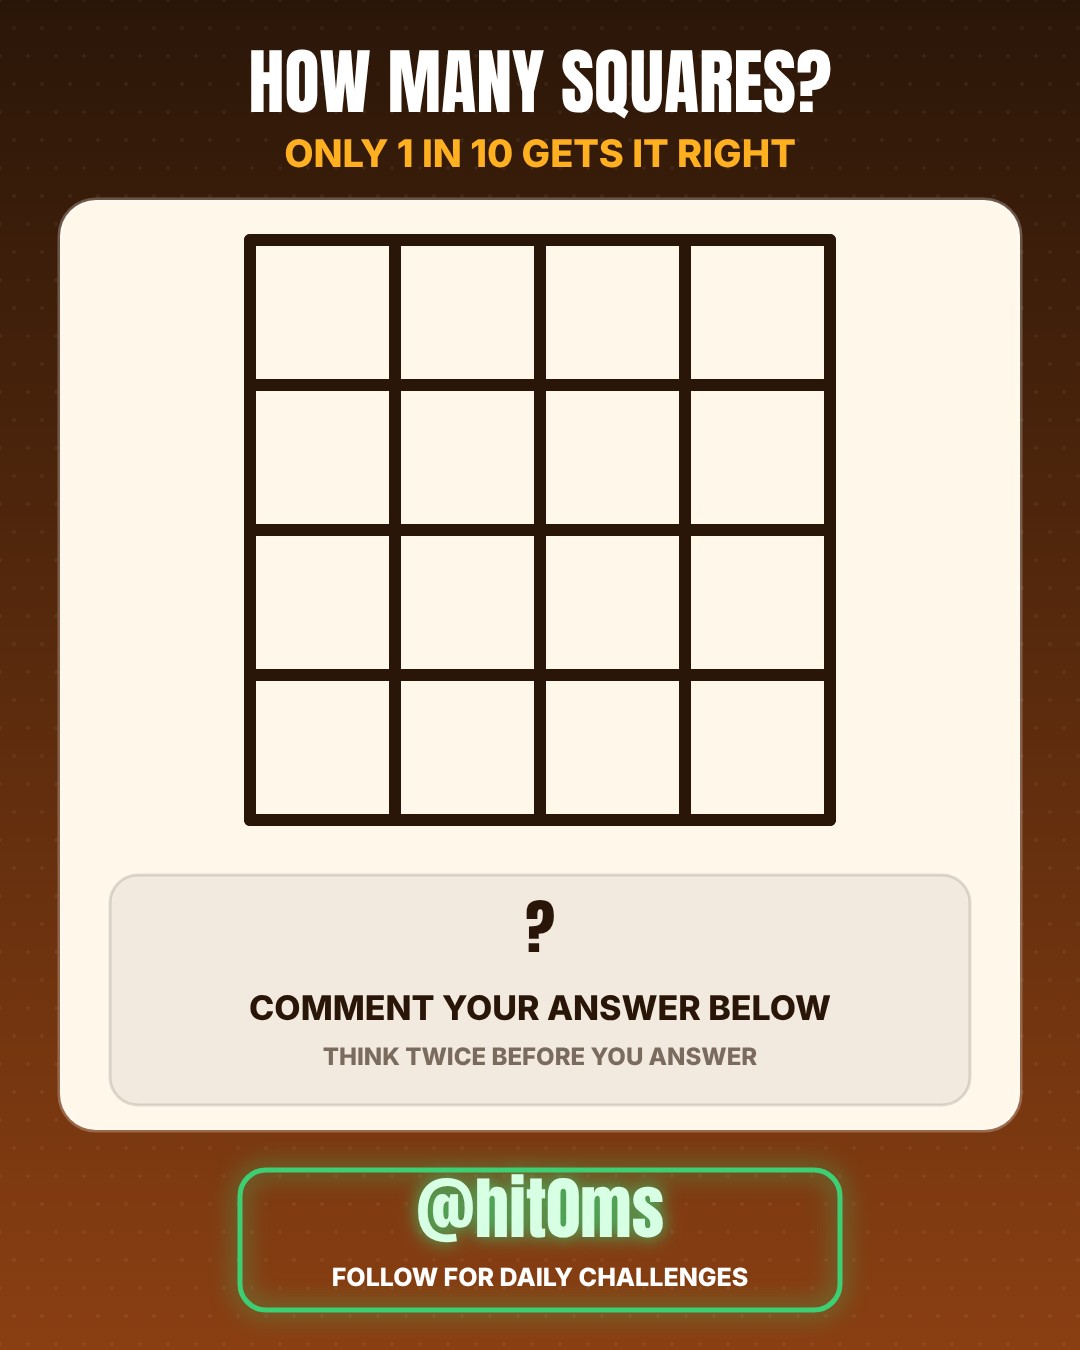 HOW MANY SQUARES?
ONLY 1 IN 10 GETS IT RIGHT
?
COMMENT YOUR ANSWER BELOW
THINK TWICE BEFORE YOU ANSWER
@hit0ms
FOLLOW FOR DAILY CHALLENGES